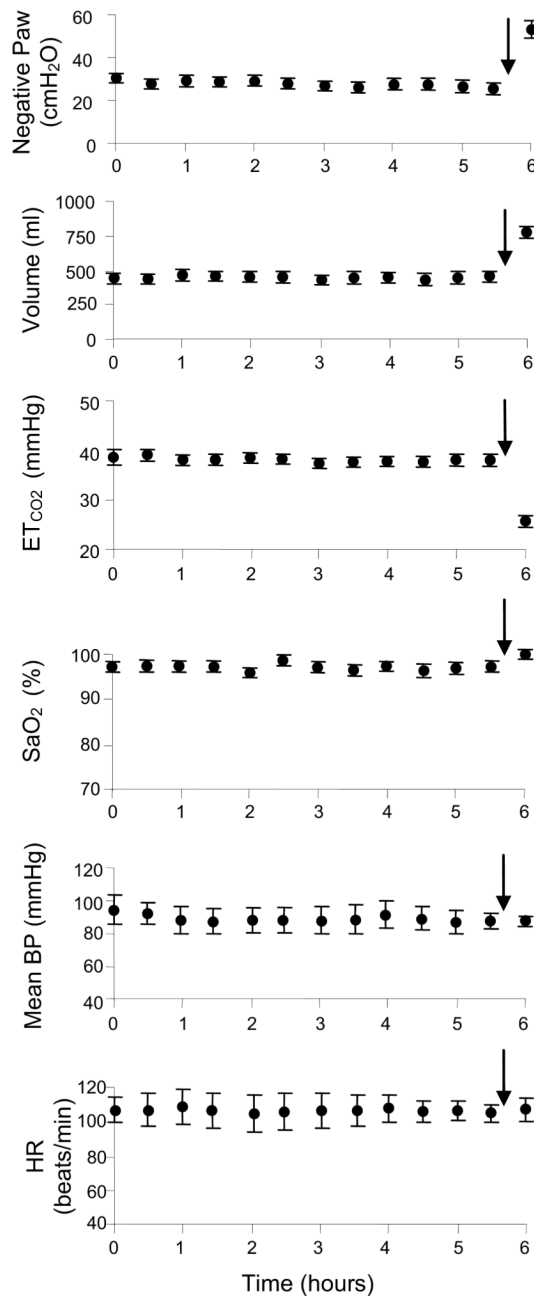 Negative Paw
(cmH₂O)
60
40
20
0
0 1 2 3 4 5 6
Volume (ml)
1000
750
500
250
0
0 1 2 3 4 5 6
ET_CO2 (mmHg)
50
40
30
20
0 1 2 3 4 5 6
SaO₂ (%)
100
90
80
70
0 1 2 3 4 5 6
Mean BP (mmHg)
120
100
80
60
40
0 1 2 3 4 5 6
HR
(beats/min)
120
100
80
60
40
0 1 2 3 4 5 6
Time (hours)